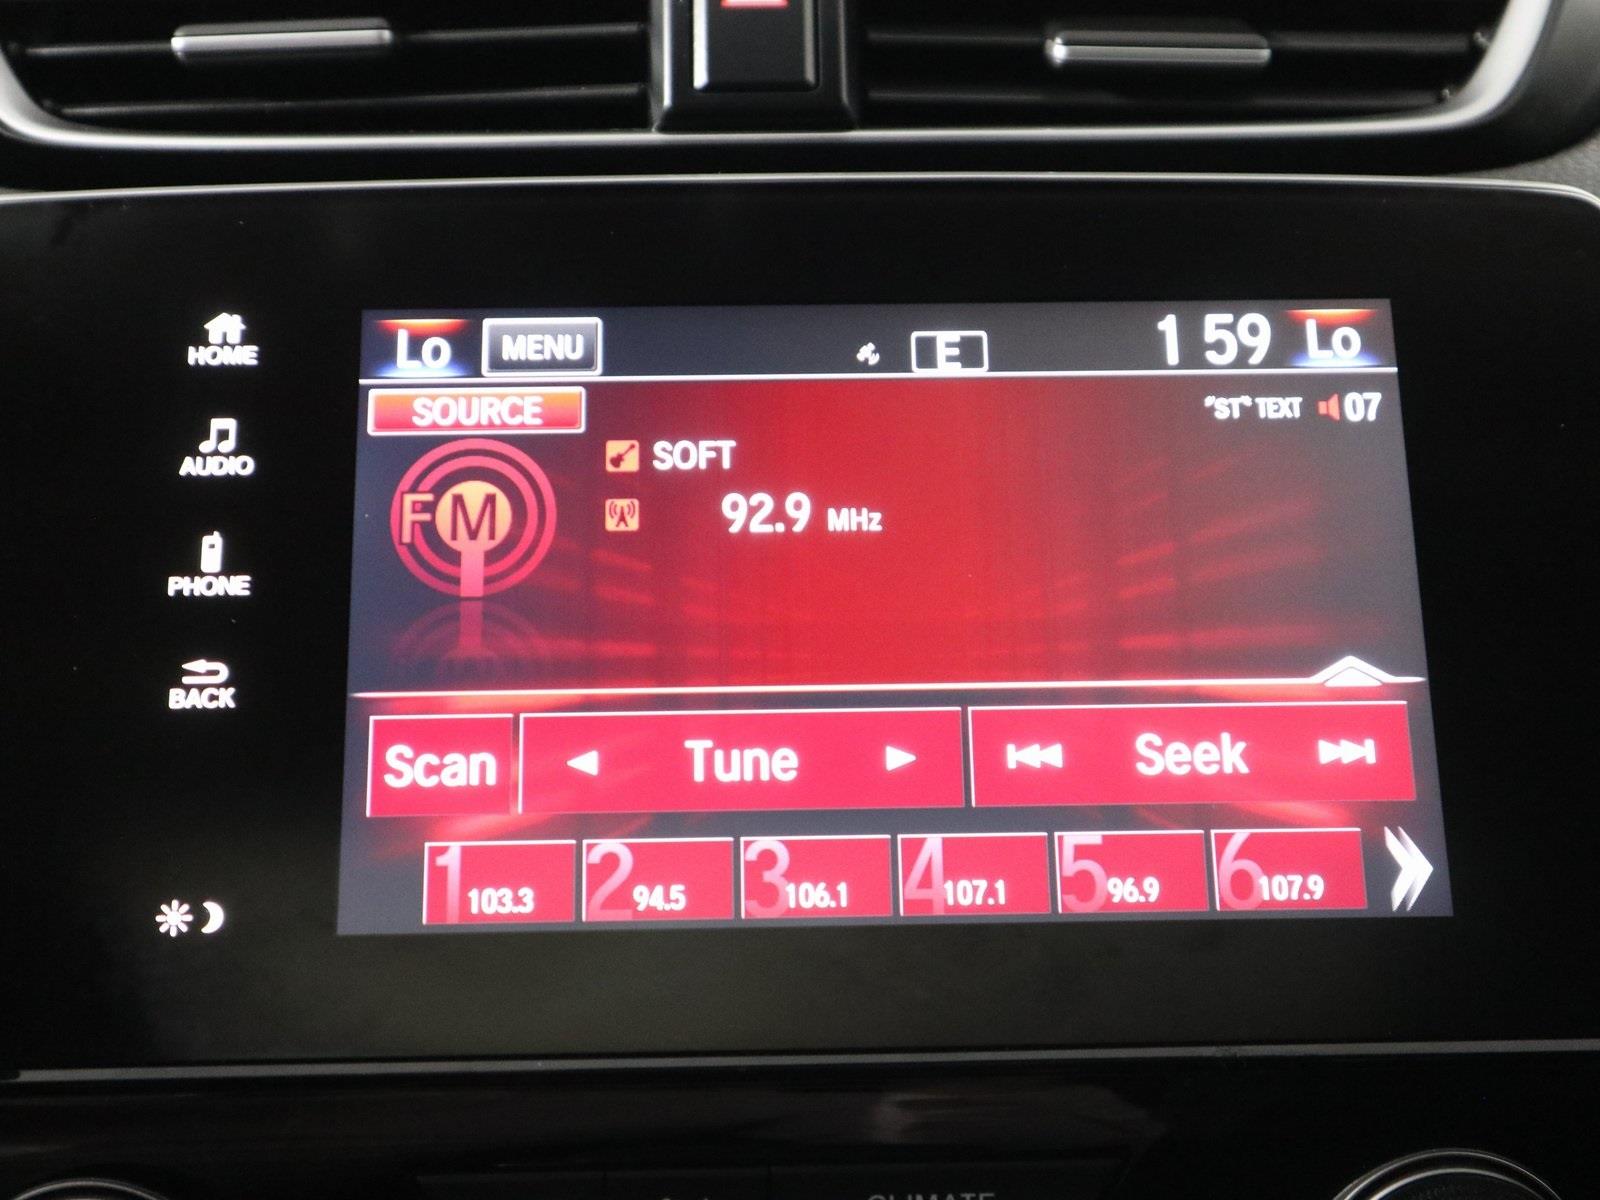 HOME
AUDIO
PHONE
BACK
Lo MENU E 1 59 Lo
SOURCE "ST" TEXT 07
FM
SOFT
92.9 MHz
Scan Tune Seek
1 103.3 2 94.5 3 106.1 4 107.1 5 96.9 6 107.9
CLIMATE